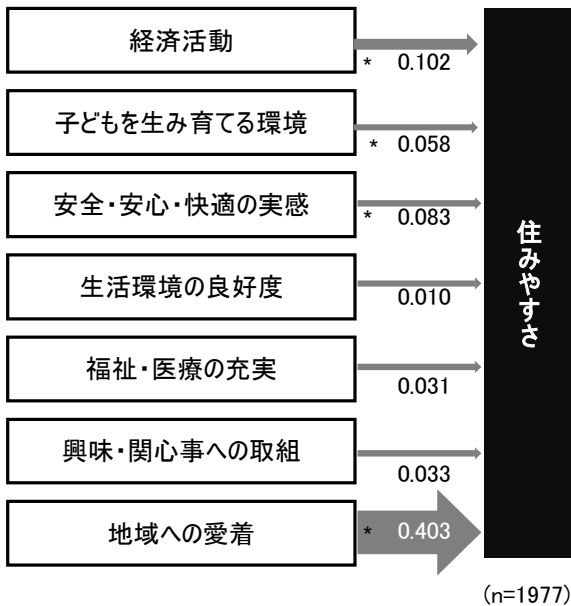 経済活動
* 0.102
子どもを生み育てる環境
* 0.058
安全・安心・快適の実感
* 0.083
生活環境の良好度
0.010
福祉・医療の充実
0.031
興味・関心事への取組
0.033
地域への愛着
* 0.403
住みやすさ
(n=1977)